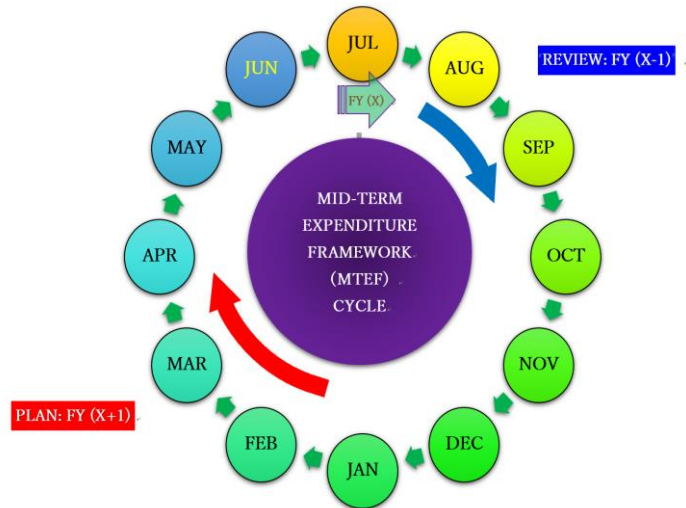 JUL
AUG
SEP
OCT
NOV
DEC
JAN
FEB
MAR
APR
MAY
JUN
FY (X)
REVIEW: FY (X-1)
PLAN: FY (X+1)
MID-TERM
EXPENDITURE
FRAMEWORK
(MTEF)
CYCLE